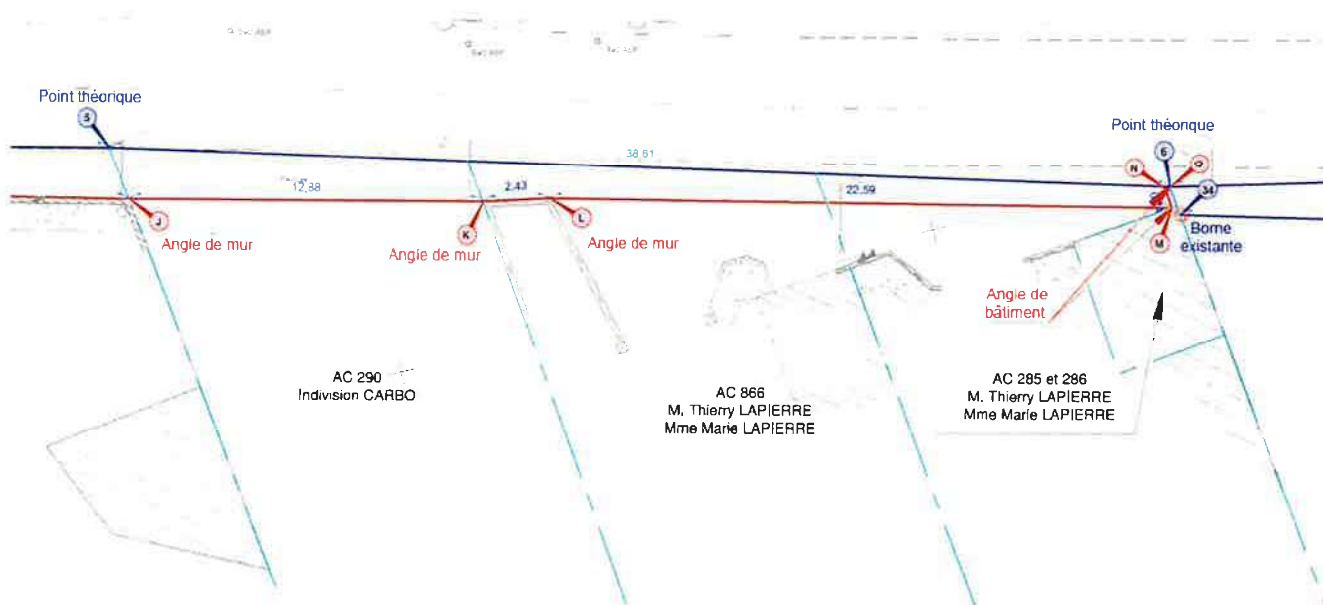 Point théorique
5
38,61
Point théorique
6
N
O
34
12,88
2,43
22,59
J
Angle de mur
K
Angle de mur
L
Angle de mur
M
Borne
existante
Angle de
bâtiment
AC 290
Indivision CARBO
AC 866
M. Thierry LAPIERRE
Mme Marie LAPIERRE
AC 285 et 286
M. Thierry LAPIERRE
Mme Marie LAPIERRE